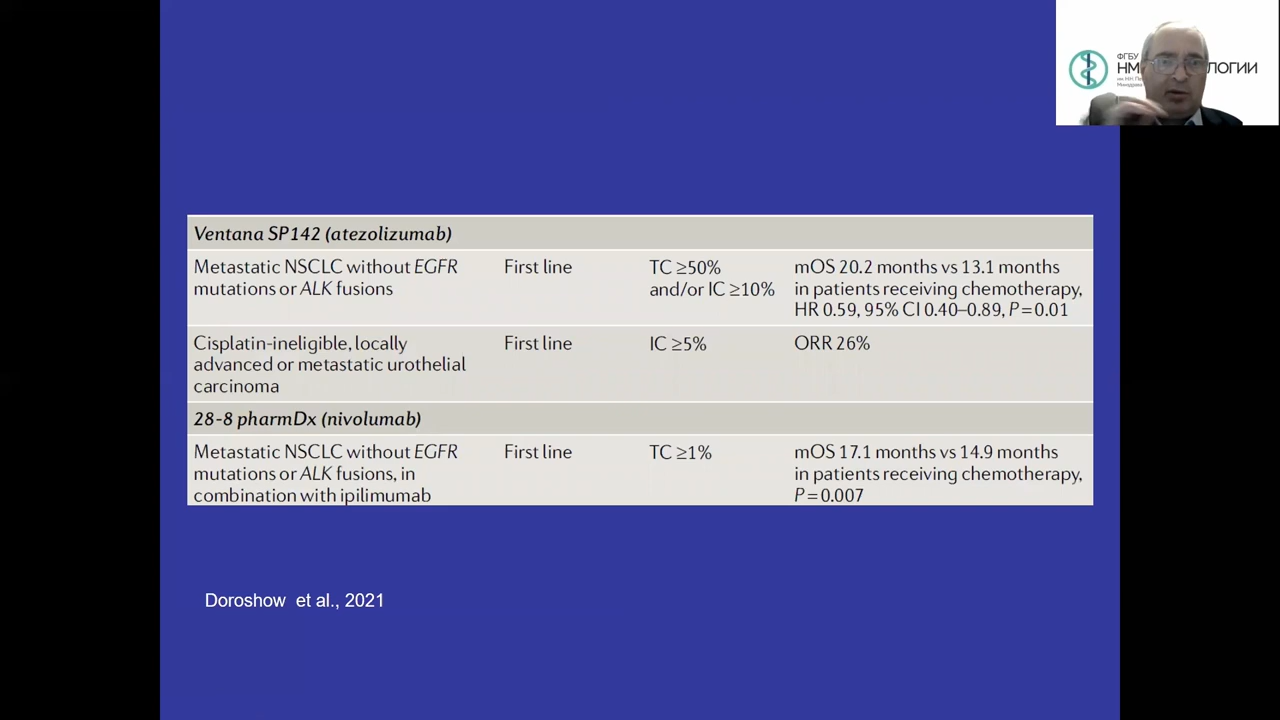 ФГБУ
НМ ЛОГИИ
Ventana SP142 (atezolizumab)
Metastatic NSCLC without EGFR
mutations or ALK fusions
First line
TC ≥50%
and/or IC ≥10%
mOS 20.2 months vs 13.1 months
in patients receiving chemotherapy,
HR 0.59, 95% CI 0.40–0.89, P=0.01
Cisplatin-ineligible, locally
advanced or metastatic urothelial
carcinoma
First line
IC ≥5%
ORR 26%
28-8 pharmDx (nivolumab)
Metastatic NSCLC without EGFR
mutations or ALK fusions, in
combination with ipilimumab
First line
TC ≥1%
mOS 17.1 months vs 14.9 months
in patients receiving chemotherapy,
P=0.007
Doroshow et al., 2021